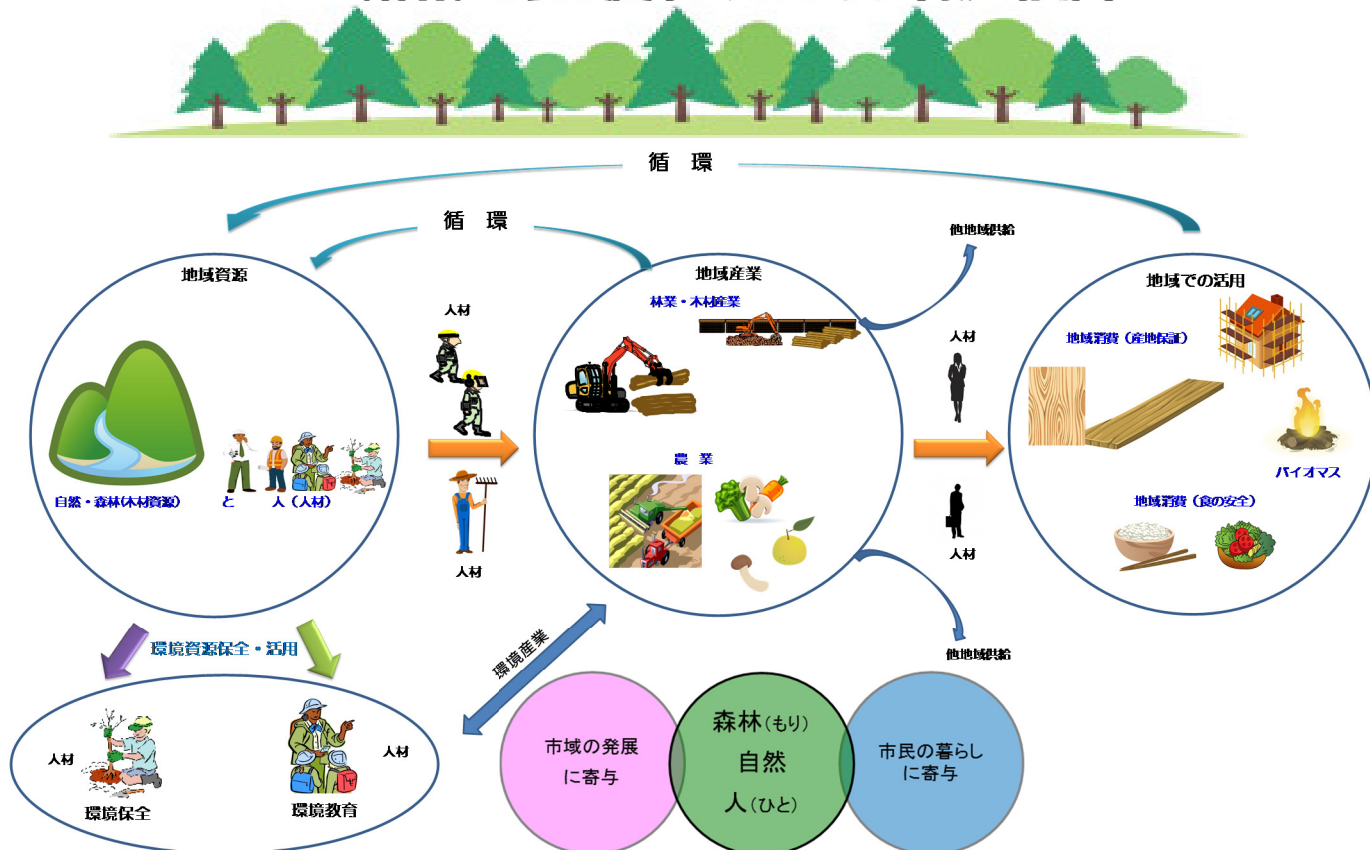 循　環
循　環
他地域供給
地域資源
地域産業
地域での活用
林業・木材産業
人材
人材
地域消費（産地保証）
農 業
バイオマス
自然・森林(木材資源)　と　人（人材）
地域消費（食の安全）
人材
人材
環境資源保全・活用
環境産業
他地域供給
人材
人材
環境保全
環境教育
市域の発展
に寄与
森林（もり）
自然
人（ひと）
市民の暮らし
に寄与